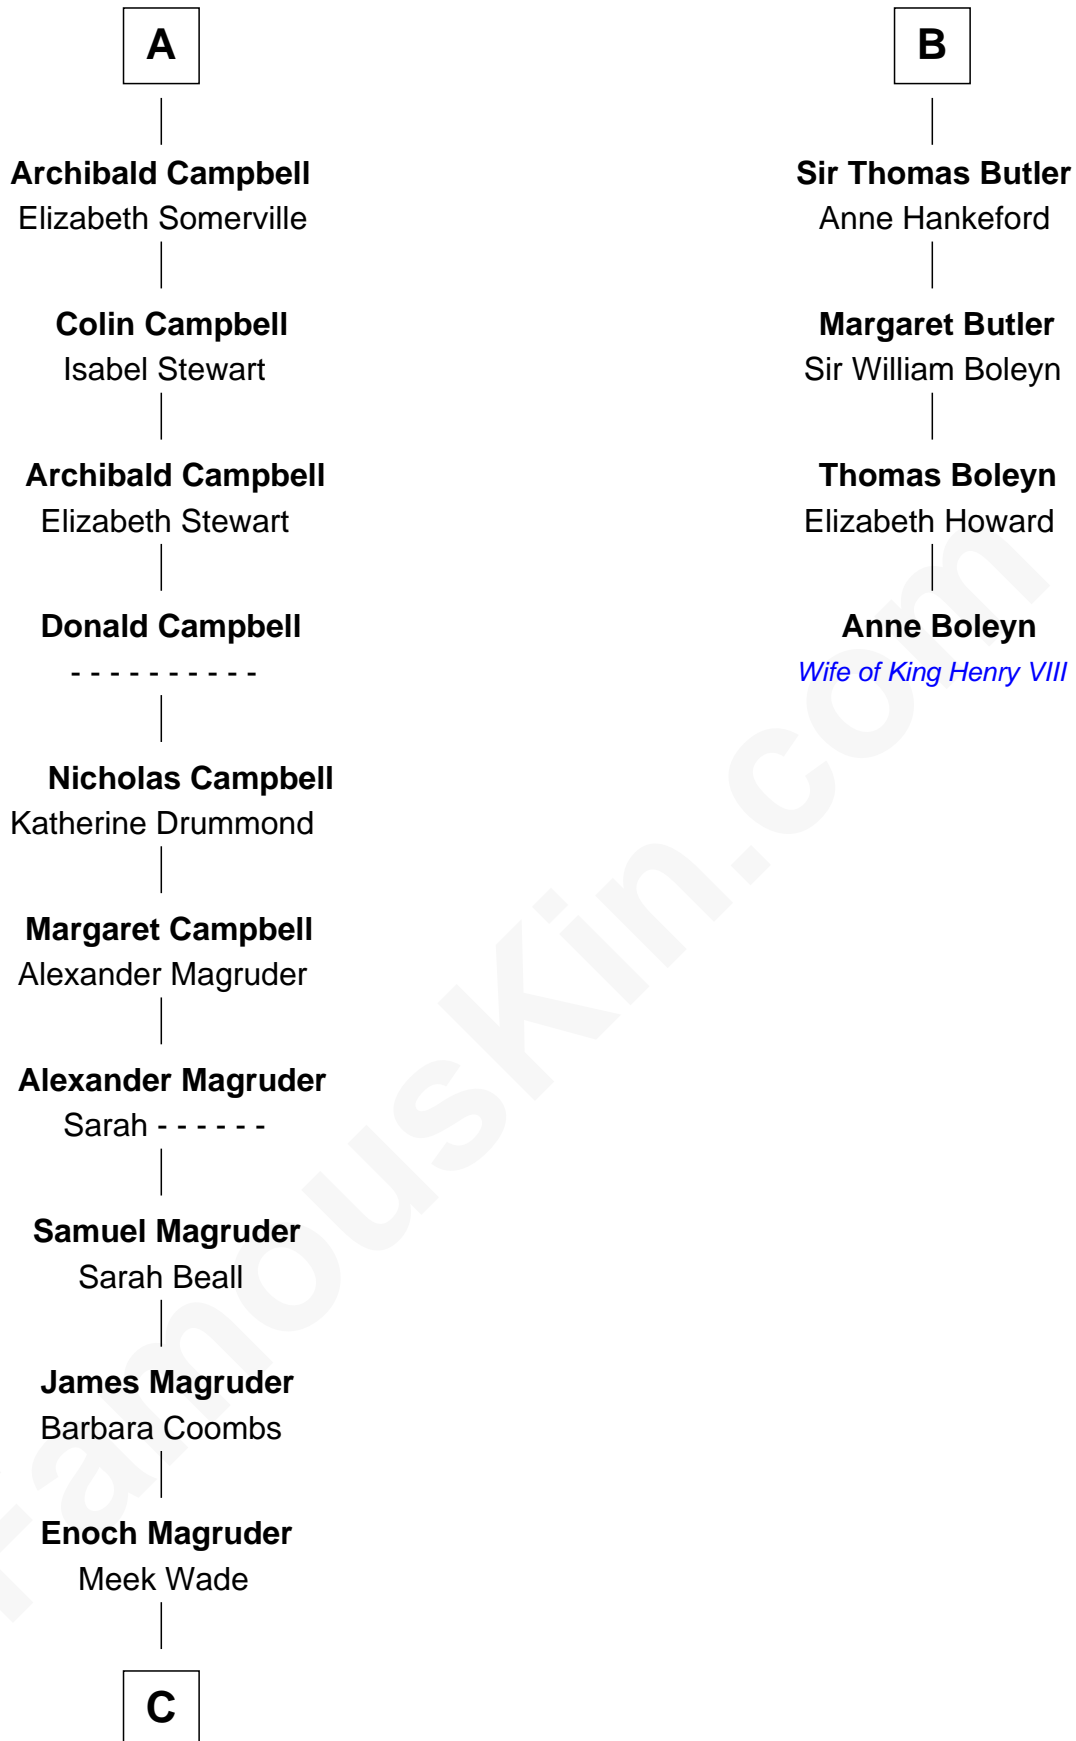 A
Archibald Campbell
Elizabeth Somerville
Colin Campbell
Isabel Stewart
Archibald Campbell
Elizabeth Stewart
Donald Campbell
- - - - - - - - - -
Nicholas Campbell
Katherine Drummond
Margaret Campbell
Alexander Magruder
Alexander Magruder
Sarah - - - - - -
Samuel Magruder
Sarah Beall
James Magruder
Barbara Coombs
Enoch Magruder
Meek Wade
C
B
Sir Thomas Butler
Anne Hankeford
Margaret Butler
Sir William Boleyn
Thomas Boleyn
Elizabeth Howard
Anne Boleyn
Wife of King Henry VIII
FamousKin.com